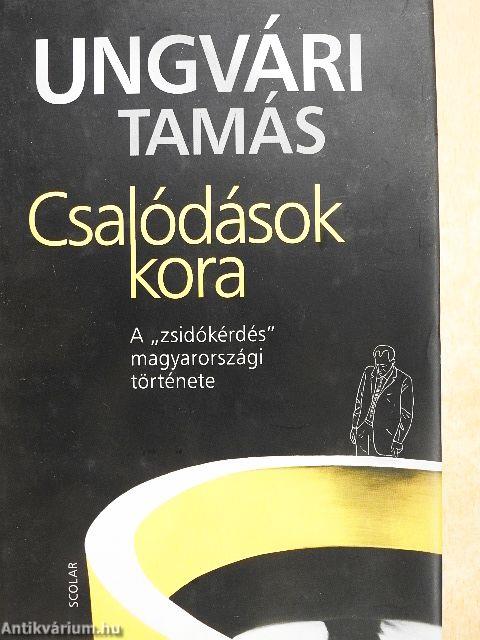 UNGVÁRI
TAMÁS
Csalódások
kora
A „zsidókérdés”
magyarországi
története
SCOLAR
Antikvárium.hu